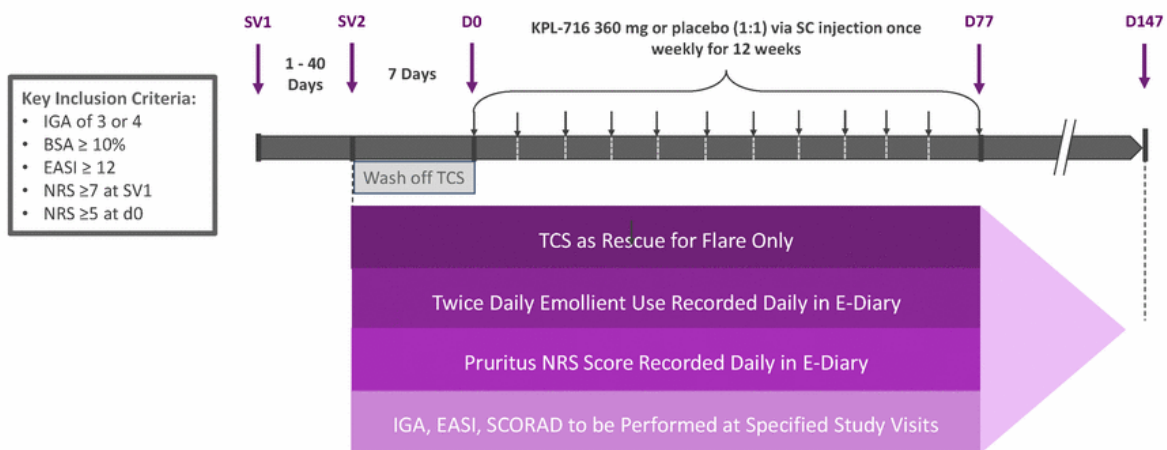 SV1
SV2
D0
KPL-716 360 mg or placebo (1:1) via SC injection once
weekly for 12 weeks
D77
D147
1 - 40
Days
7 Days
Key Inclusion Criteria:
• IGA of 3 or 4
• BSA ≥ 10%
• EASI ≥ 12
• NRS ≥7 at SV1
• NRS ≥5 at d0
Wash off TCS
TCS as Rescue for Flare Only
Twice Daily Emollient Use Recorded Daily in E-Diary
Pruritus NRS Score Recorded Daily in E-Diary
IGA, EASI, SCORAD to be Performed at Specified Study Visits